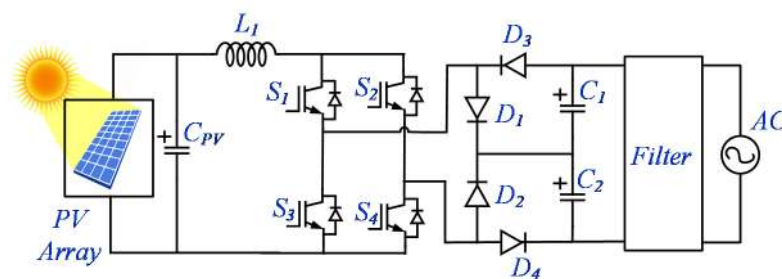 L1
D3
S1
S2
C1
+
+
CPV
D1
AC
Filter
+
C2
D2
S3
S4
PV
Array
D4